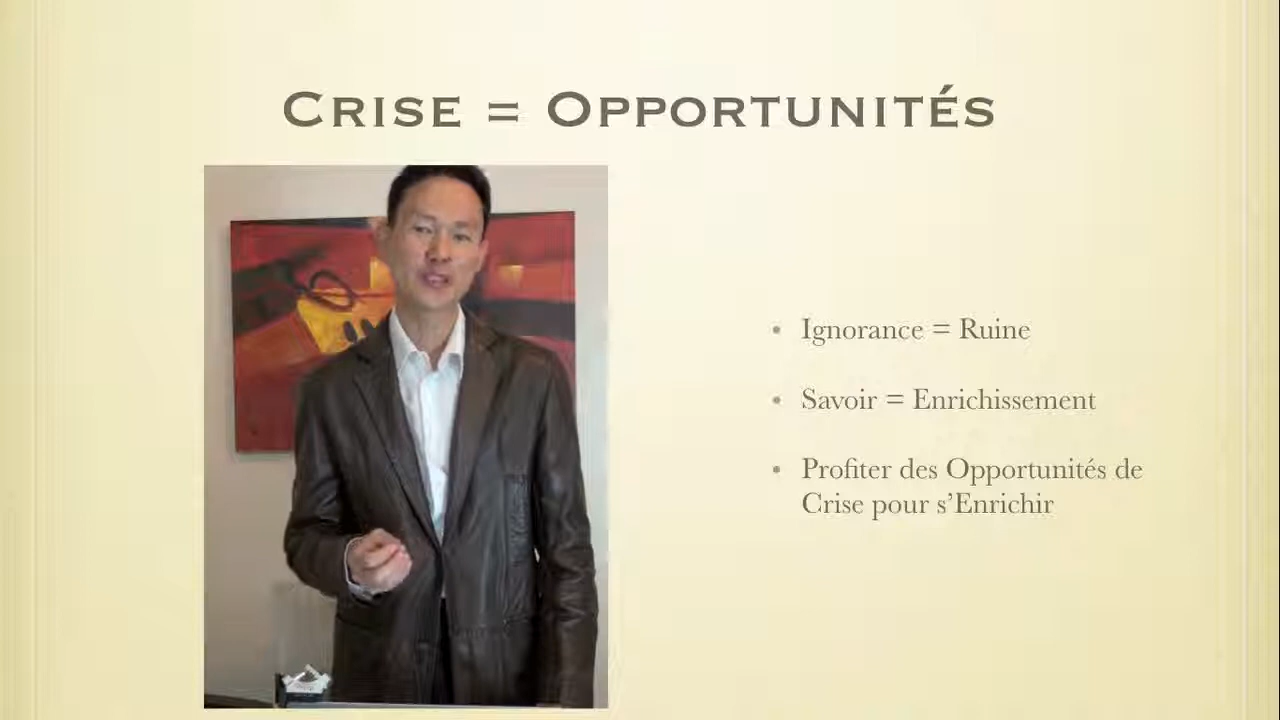 Crise = Opportunités
• Ignorance = Ruine
• Savoir = Enrichissement
• Profiter des Opportunités de
Crise pour s’Enrichir